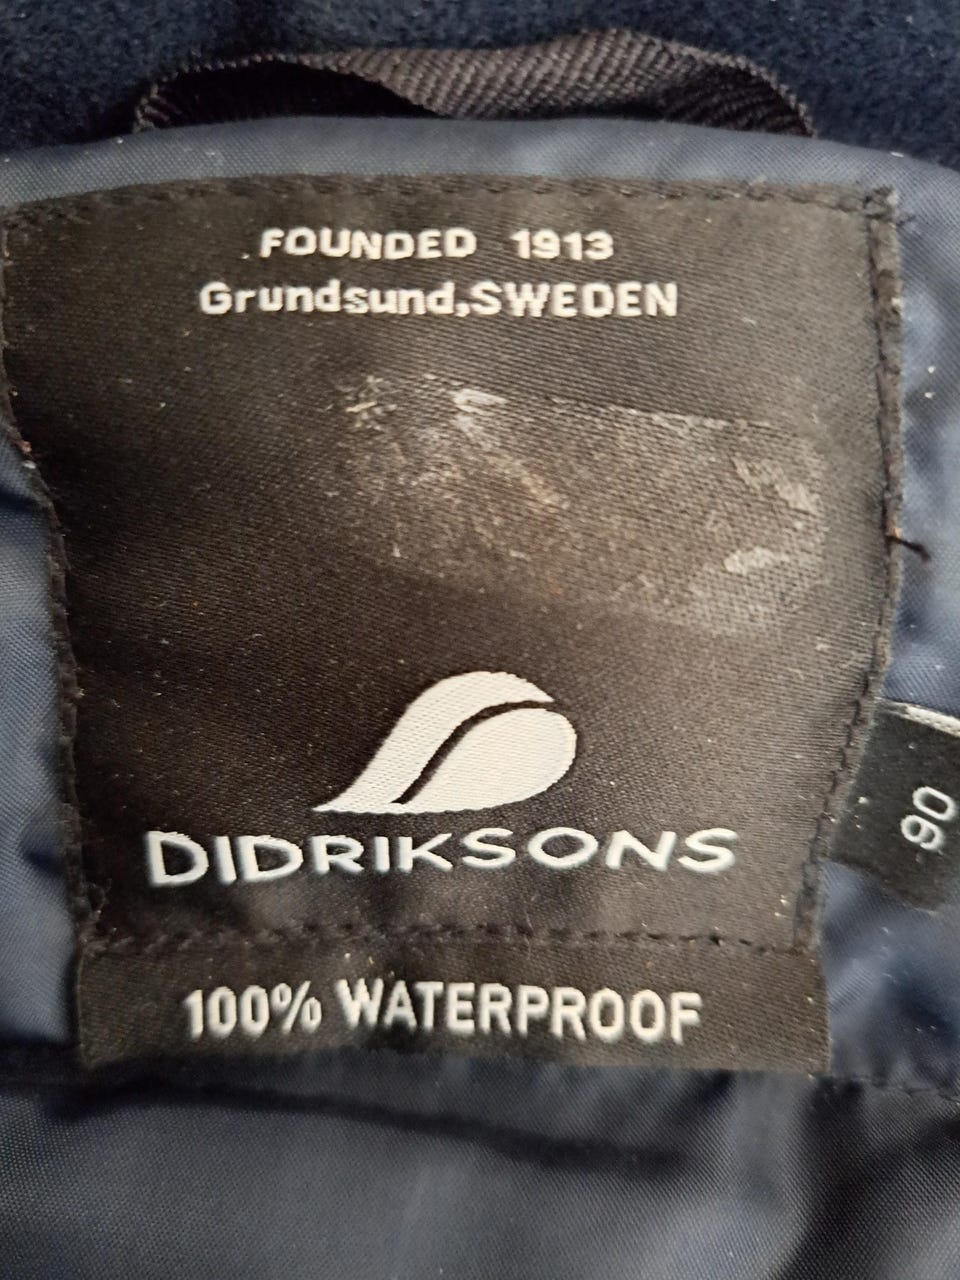 FOUNDED 1913
Grundsund,SWEDEN
DIDRIKSONS
90
100% WATERPROOF